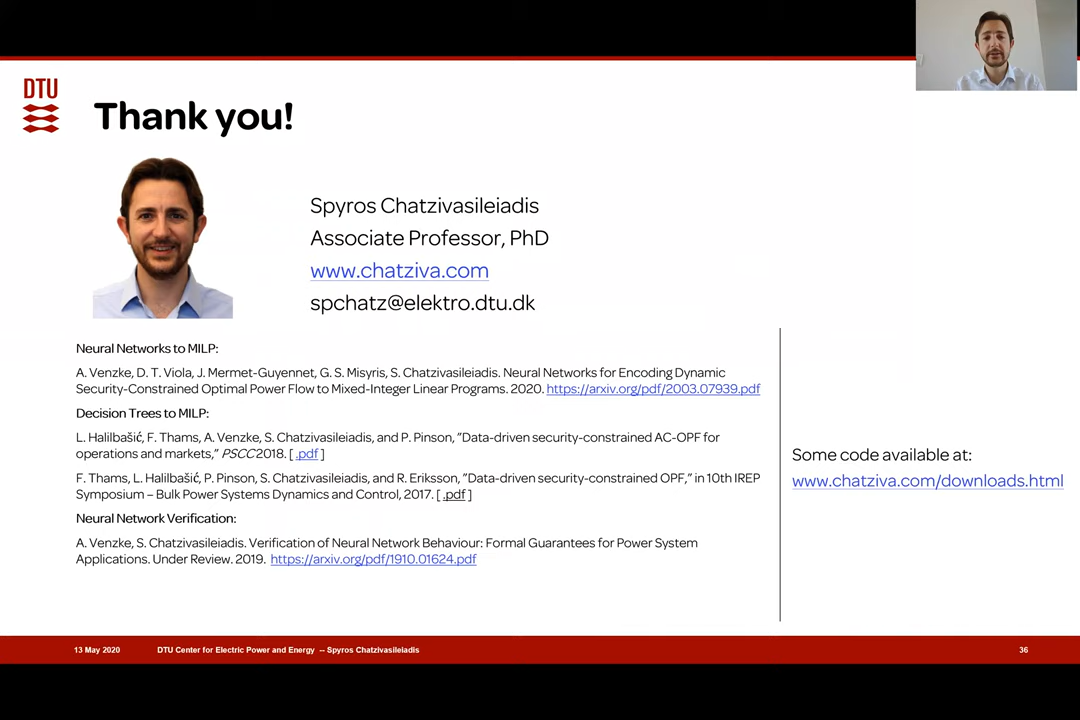 DTU
Thank you!
Spyros Chatzivasileiadis
Associate Professor, PhD
www.chatziva.com
spchatz@elektro.dtu.dk
Neural Networks to MILP:
A. Venzke, D. T. Viola, J. Mermet-Guyennet, G. S. Misyris, S. Chatzivasileiadis. Neural Networks for Encoding Dynamic
Security-Constrained Optimal Power Flow to Mixed-Integer Linear Programs. 2020. https://arxiv.org/pdf/2003.07939.pdf
Decision Trees to MILP:
L. Halilbašić, F. Thams, A. Venzke, S. Chatzivasileiadis, and P. Pinson, "Data-driven security-constrained AC-OPF for
operations and markets," PSCC2018. [ .pdf ]
F. Thams, L. Halilbašić, P. Pinson, S. Chatzivasileiadis, and R. Eriksson, "Data-driven security-constrained OPF," in 10th IREP
Symposium – Bulk Power Systems Dynamics and Control, 2017. [ .pdf ]
Neural Network Verification:
A. Venzke, S. Chatzivasileiadis. Verification of Neural Network Behaviour: Formal Guarantees for Power System
Applications. Under Review. 2019. https://arxiv.org/pdf/1910.01624.pdf
Some code available at:
www.chatziva.com/downloads.html
13 May 2020 DTU Center for Electric Power and Energy -- Spyros Chatzivasileiadis 36